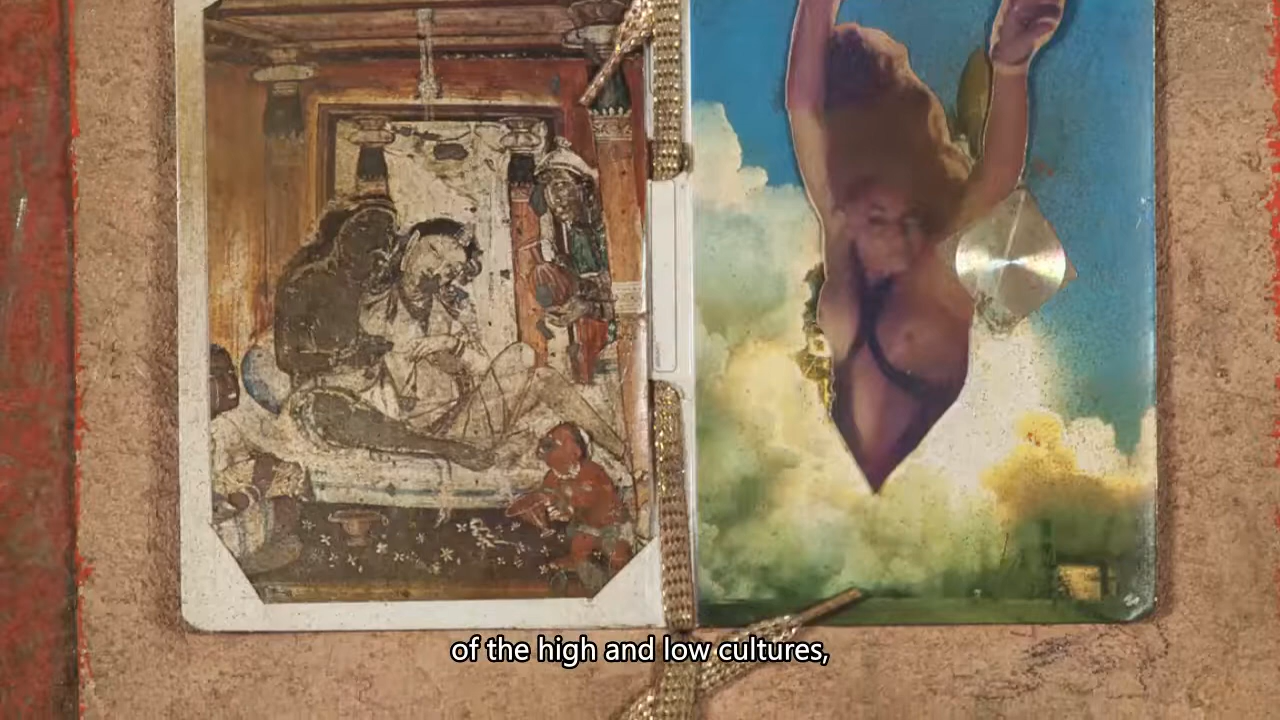 of the high and low cultures,